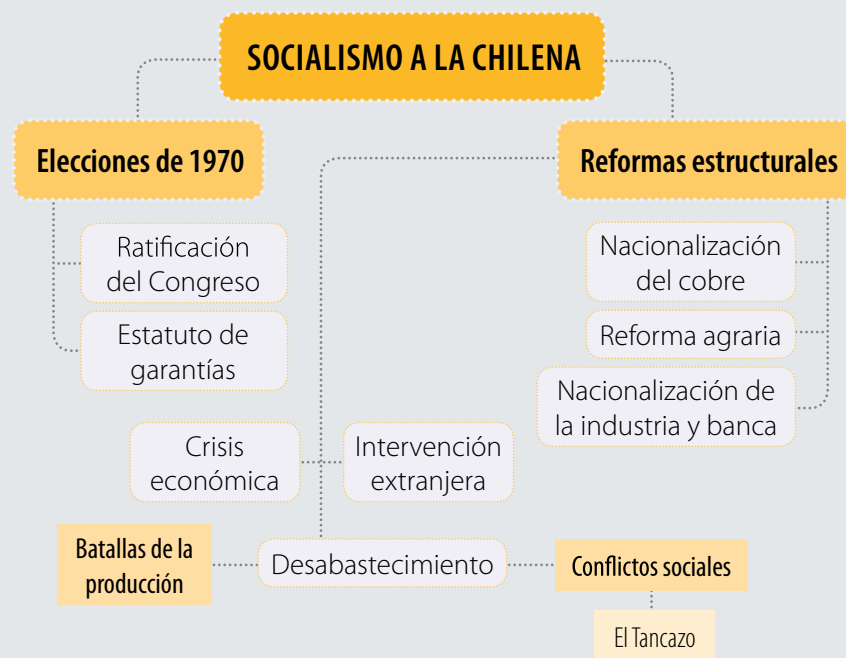 SOCIALISMO A LA CHILENA
Elecciones de 1970
Ratificación
del Congreso
Estatuto de
garantías
Reformas estructurales
Nacionalización
del cobre
Reforma agraria
Nacionalización de
la industria y banca
Crisis
económica
Intervención
extranjera
Batallas de la
producción
Desabastecimiento
Conflictos sociales
El Tancazo